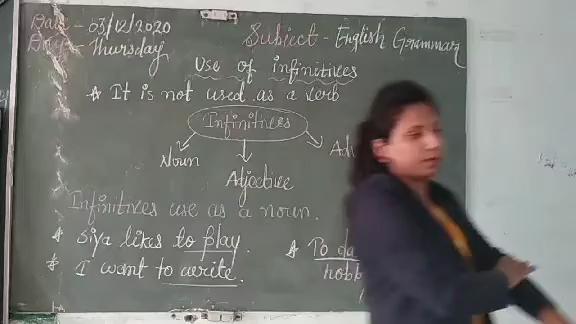 Date - 03/12/2020
Day - Thursday
Subject - English Grammar
Use of infinitives
It is not used as a verb
Infinitives
Noun
Adjective
Adv
Infinitives use as a noun.
Siya likes to play.
I want to write.
To da
hobb